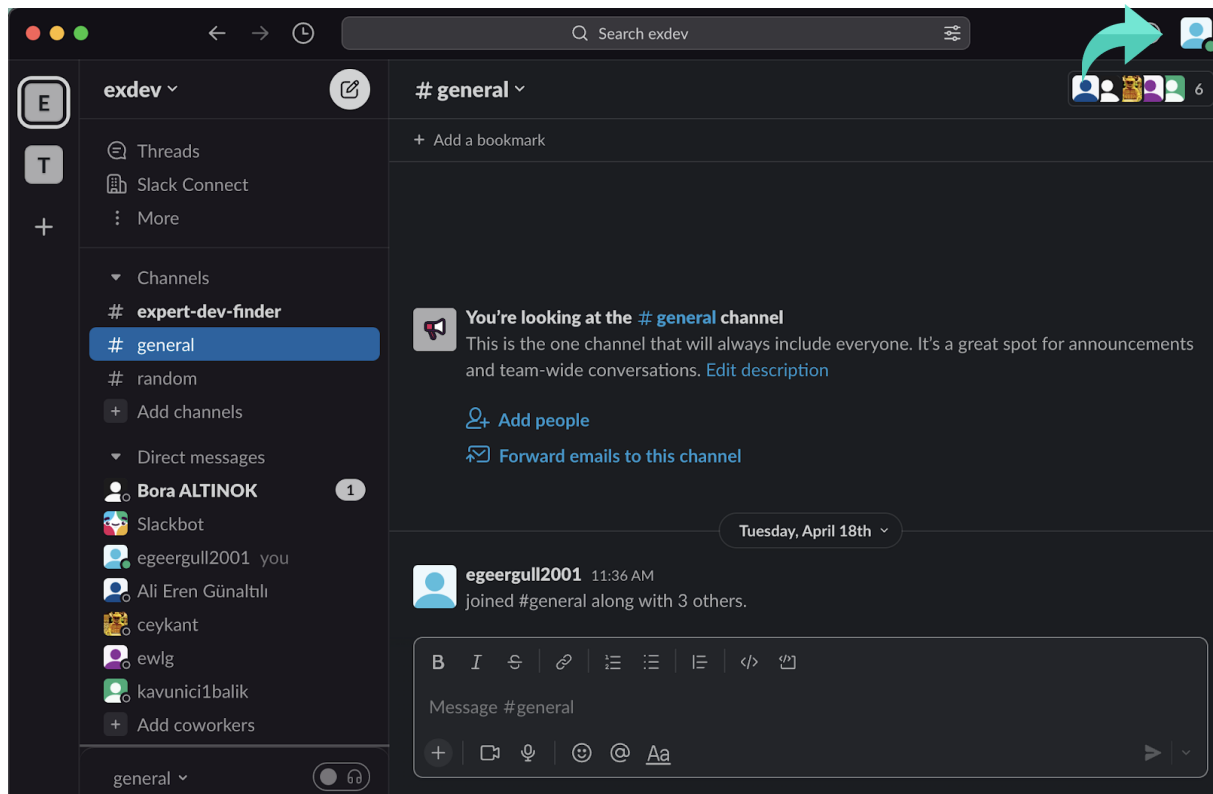 Search exdev
E
exdev
# general
6
T
+ Add a bookmark
Threads
Slack Connect
More
Channels
# expert-dev-finder
# general
# random
+ Add channels
Direct messages
Bora ALTINOK 1
Slackbot
egeergull2001 you
Ali Eren Günaltılı
ceykant
ewlg
kavunici1balik
+ Add coworkers
general
You're looking at the # general channel
This is the one channel that will always include everyone. It's a great spot for announcements
and team-wide conversations. Edit description
Add people
Forward emails to this channel
Tuesday, April 18th
egeergull2001 11:36 AM
joined #general along with 3 others.
B I S
Message #general
+ @ Aa